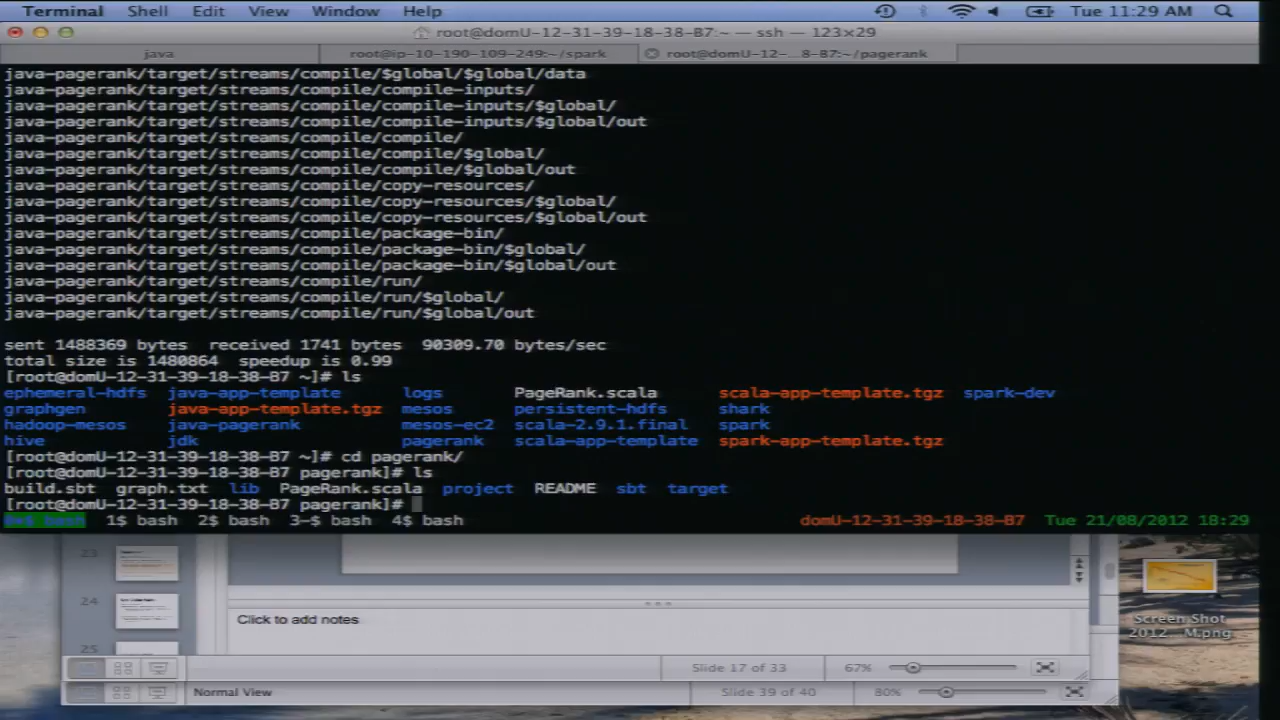 Terminal Shell Edit View Window Help Tue 11:29 AM
root@domU-12-31-39-18-38-B7:~ — ssh — 123×29
java root@ip-10-190-109-249:~/spark root@domU-12-...8-B7:~/pagerank
java-pagerank/target/streams/compile/$global/$global/data
java-pagerank/target/streams/compile/compile-inputs/
java-pagerank/target/streams/compile/compile-inputs/$global/
java-pagerank/target/streams/compile/compile-inputs/$global/out
java-pagerank/target/streams/compile/compile/
java-pagerank/target/streams/compile/compile/$global/
java-pagerank/target/streams/compile/compile/$global/out
java-pagerank/target/streams/compile/copy-resources/
java-pagerank/target/streams/compile/copy-resources/$global/
java-pagerank/target/streams/compile/copy-resources/$global/out
java-pagerank/target/streams/compile/package-bin/
java-pagerank/target/streams/compile/package-bin/$global/
java-pagerank/target/streams/compile/package-bin/$global/out
java-pagerank/target/streams/compile/run/
java-pagerank/target/streams/compile/run/$global/
java-pagerank/target/streams/compile/run/$global/out
sent 1488369 bytes received 1741 bytes 90309.70 bytes/sec
total size is 1480864 speedup is 0.99
[root@domU-12-31-39-18-38-B7 ~]# ls
ephemeral-hdfs java-app-template logs PageRank.scala scala-app-template.tgz spark-dev
graphgen java-app-template.tgz mesos persistent-hdfs shark
hadoop-mesos java-pagerank mesos-ec2 scala-2.9.1.final spark
hive jdk pagerank scala-app-template spark-app-template.tgz
[root@domU-12-31-39-18-38-B7 ~]# cd pagerank/
[root@domU-12-31-39-18-38-B7 pagerank]# ls
build.sbt graph.txt lib PageRank.scala project README sbt target
[root@domU-12-31-39-18-38-B7 pagerank]#
0*$ bash 1$ bash 2$ bash 3-$ bash 4$ bash domU-12-31-39-18-38-B7 Tue 21/08/2012 18:29
23
24
25
Click to add notes
Screen Shot
2012 ...M.png
Slide 17 of 33 67%
Normal View Slide 39 of 40 80%